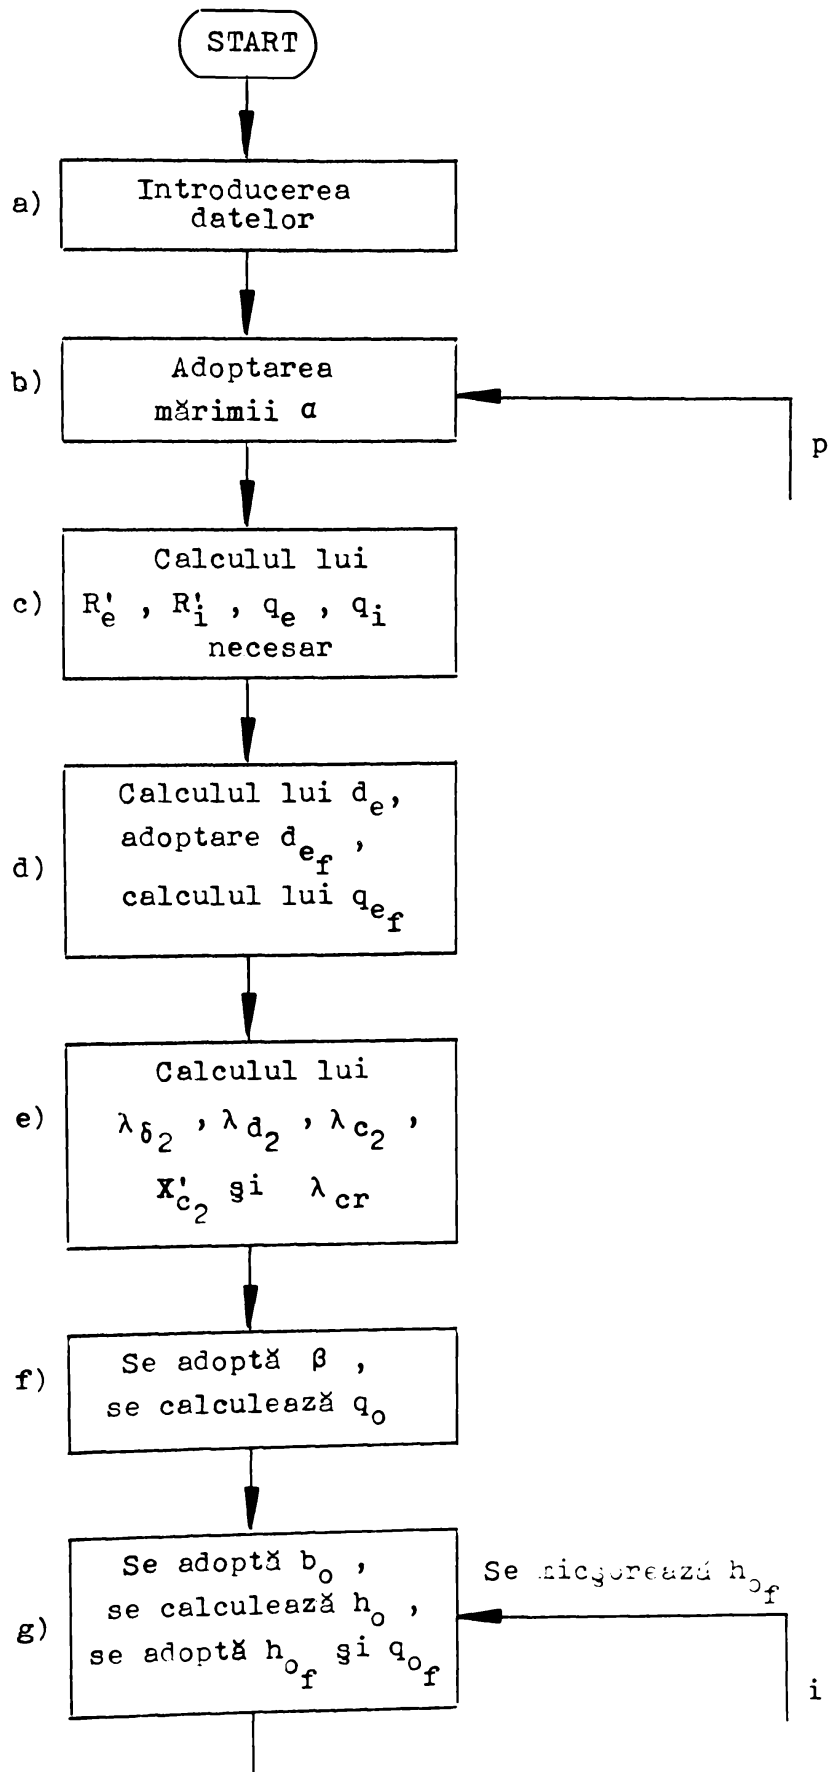 START
a)
Introducerea
datelor
b)
Adoptarea
mărimii α
p
c)
Calculul lui
R'e , R'i , qe , qi
necesar
d)
Calculul lui de,
adoptare def ,
calculul lui qef
e)
Calculul lui
λδ2 , λd2 , λc2 ,
X'c2 şi λcr
f)
Se adoptă β ,
se calculează qo
g)
Se adoptă bo ,
se calculează ho ,
se adoptă hof şi qof
Se micşorează hof
i